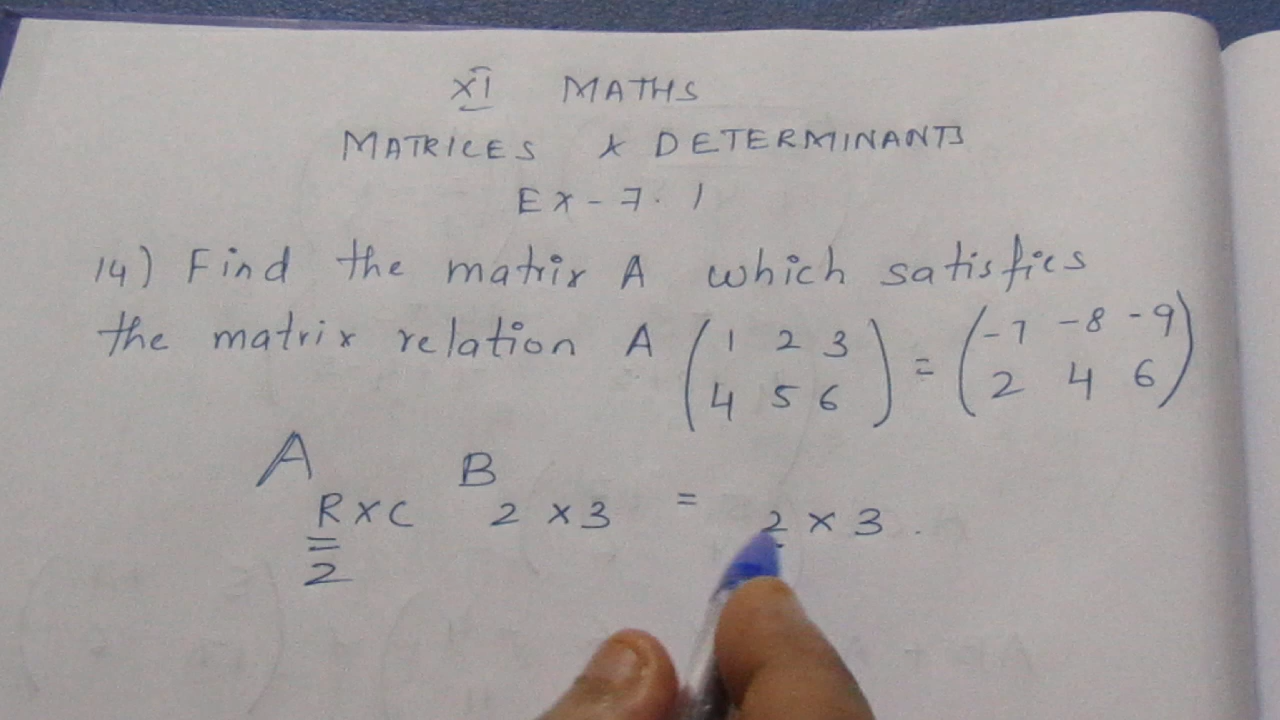 XI MATHS
MATRICES & DETERMINANTS
EX-7.1
14) Find the matrix A which satisfies
the matrix relation A (1 2 3) = (-7 -8 -9)
(4 5 6) (2 4 6)
A R×C B 2×3 = 2×3.
2